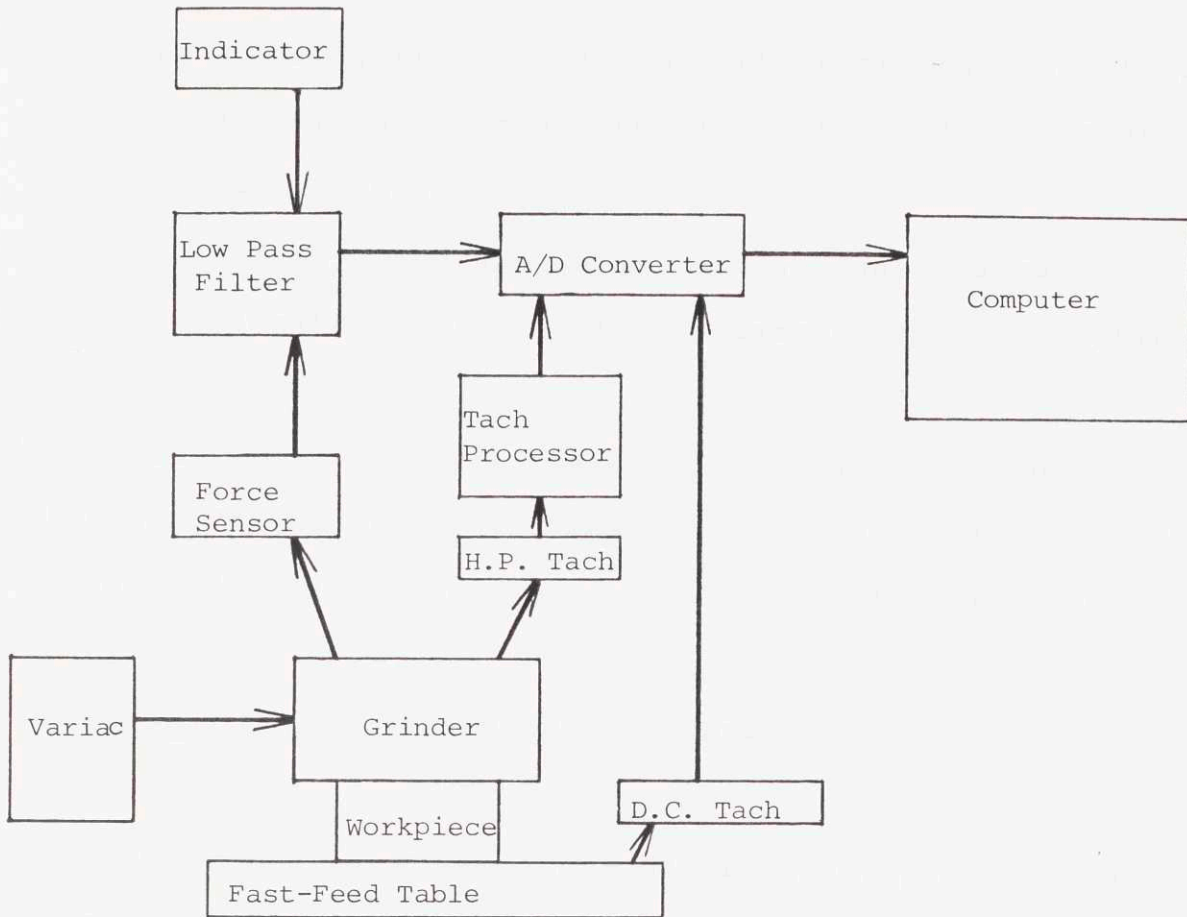 Indicator
Low Pass
Filter
A/D Converter
Computer
Tach
Processor
Force
Sensor
H.P. Tach
Variac
Grinder
Workpiece
D.C. Tach
Fast-Feed Table